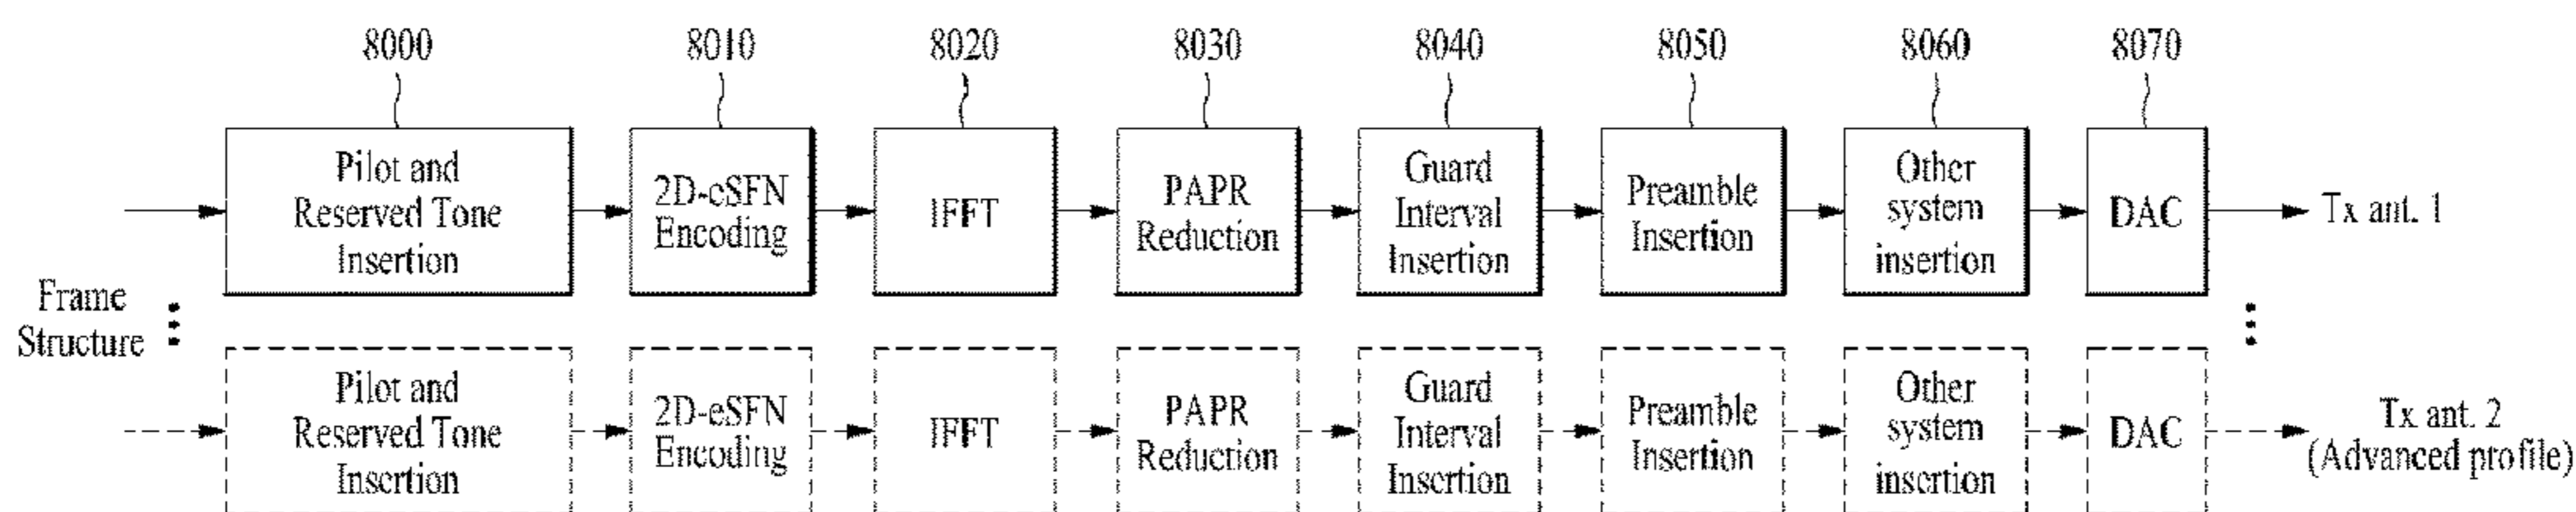 8000 8010 8020 8030 8040 8050 8060 8070
Pilot and
Reserved Tone
Insertion
2D-eSFN
Encoding
IFFT
PAPR
Reduction
Guard
Interval
Insertion
Preamble
Insertion
Other
system
insertion
DAC
Tx ant. 1
Frame
Structure
Pilot and
Reserved Tone
Insertion
2D-eSFN
Encoding
IFFT
PAPR
Reduction
Guard
Interval
Insertion
Preamble
Insertion
Other
system
insertion
DAC
Tx ant. 2
(Advanced profile)